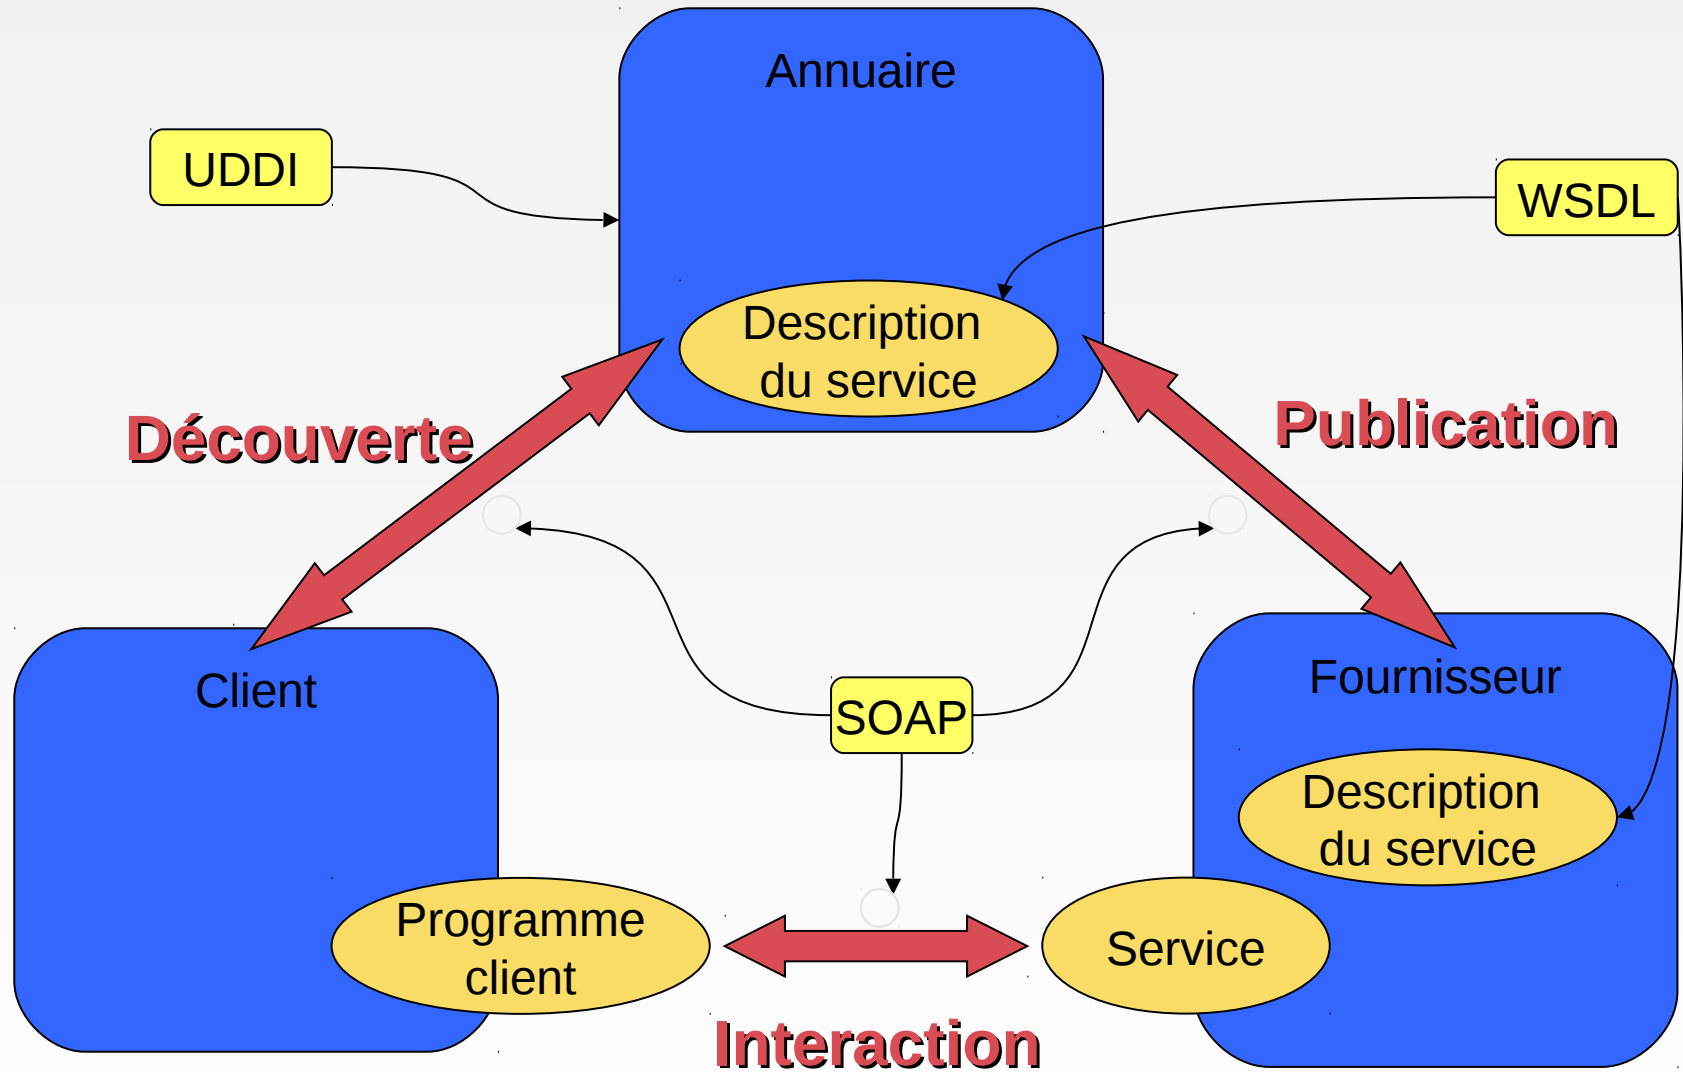 Annuaire
UDDI
WSDL
Description
du service
Découverte
Publication
Client
SOAP
Fournisseur
Description
du service
Programme
client
Service
Interaction